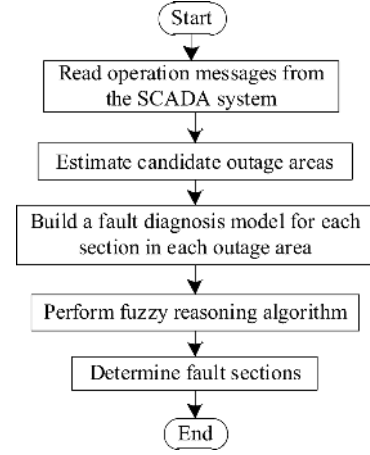 Start
Read operation messages from
the SCADA system
Estimate candidate outage areas
Build a fault diagnosis model for each
section in each outage area
Perform fuzzy reasoning algorithm
Determine fault sections
End